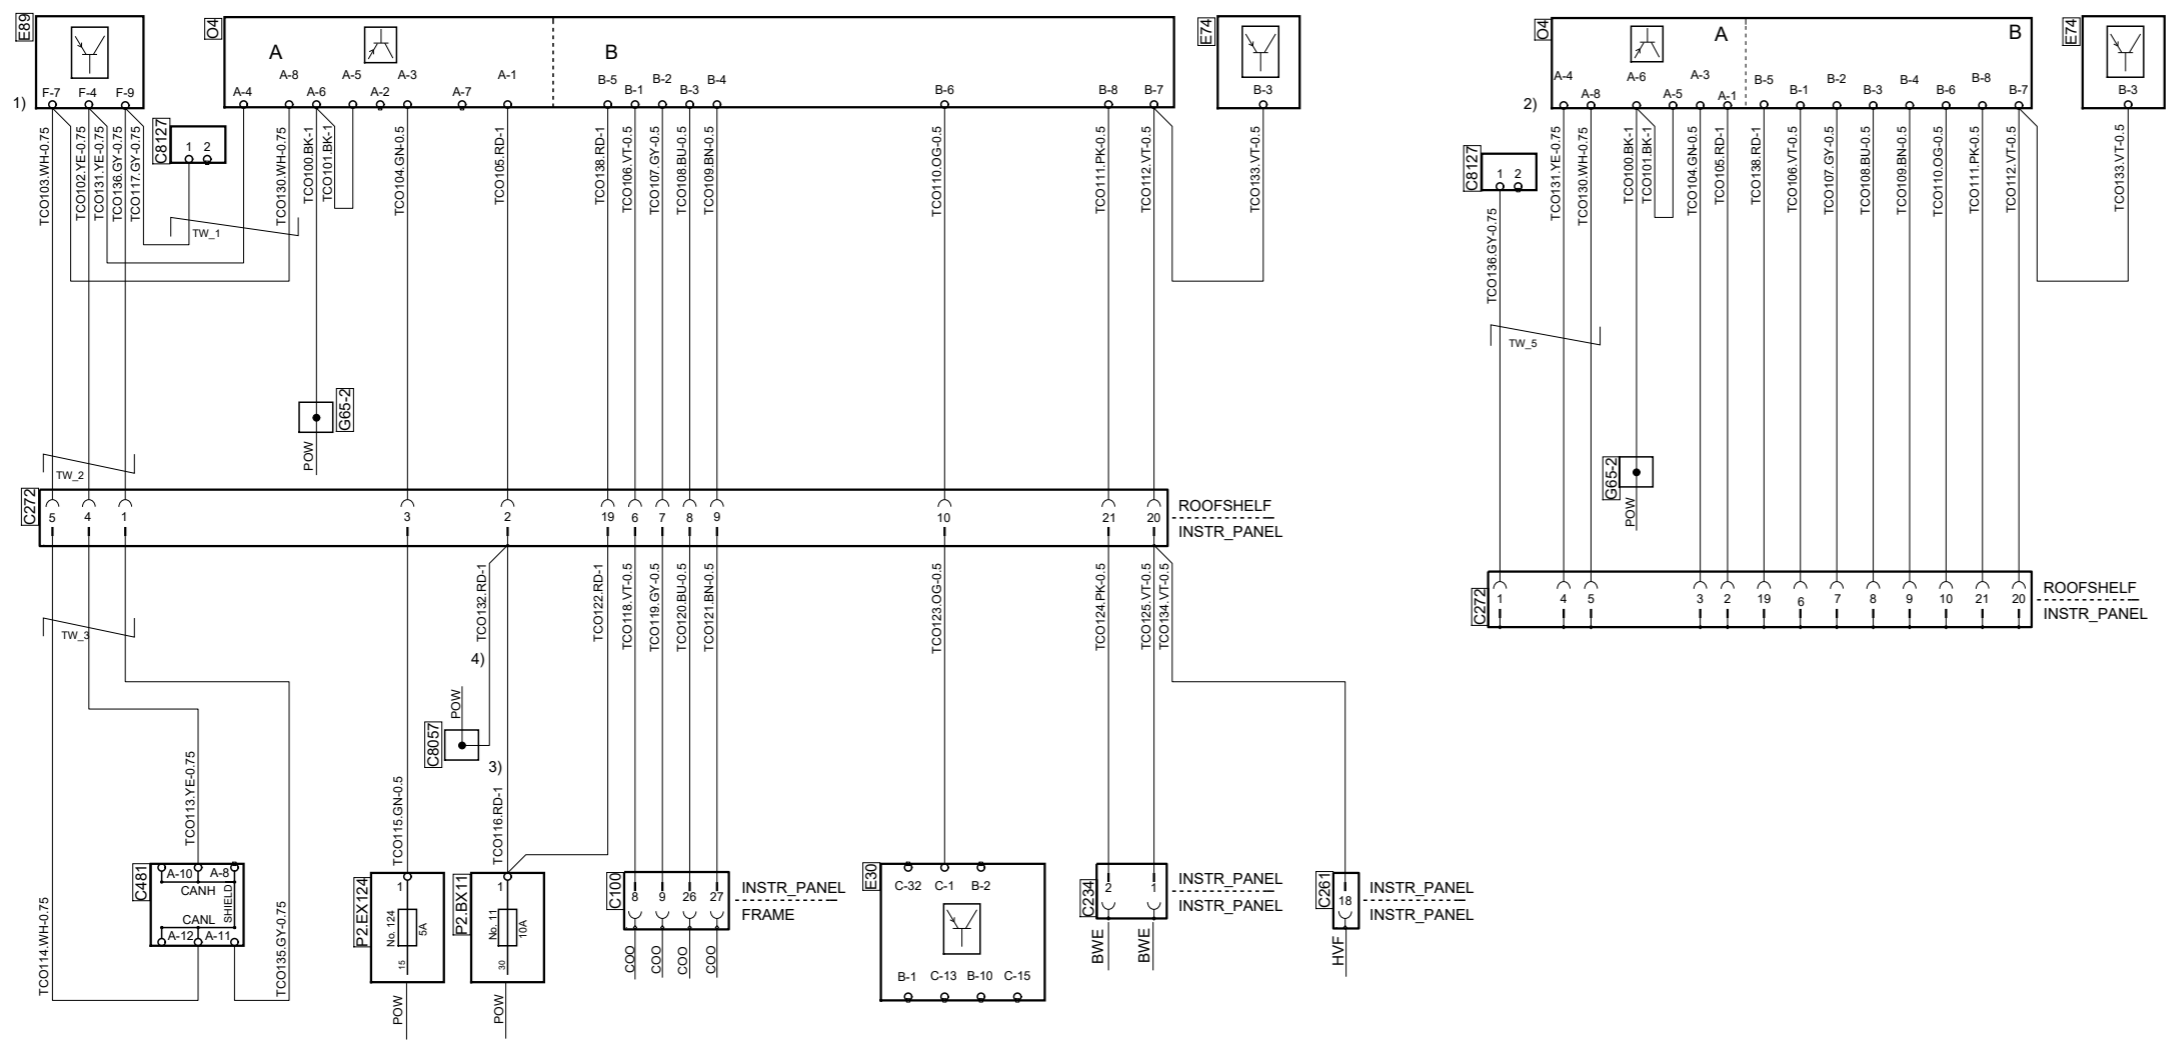 E89
F-7 F-4 F-9
1)
O4
A B
A-8 A-5 A-3 A-1
A-4 A-6 A-2 A-7
B-5 B-2 B-4
B-1 B-3 B-6 B-8 B-7
E74
B-3
C8127
1 2
TCO103.WH-0.75
TCO102.YE-0.75
TCO131.YE-0.75
TCO136.GY-0.75
TCO117.GY-0.75
TCO130.WH-0.75
TCO100.BK-1
TCO101.BK-1
TCO104.GN-0.5
TCO105.RD-1
TCO138.RD-1
TCO106.VT-0.5
TCO107.GY-0.5
TCO108.BU-0.5
TCO109.BN-0.5
TCO110.OG-0.5
TCO111.PK-0.5
TCO112.VT-0.5
TCO133.VT-0.5
TW_1
G65-2
POW
TW_2
C272
5 4 1 3 2 19 6 7 8 9 10 21 20
ROOFSHELF
INSTR_PANEL
TW_3
TCO132.RD-1
TCO122.RD-1
TCO118.VT-0.5
TCO119.GY-0.5
TCO120.BU-0.5
TCO121.BN-0.5
TCO123.OG-0.5
TCO124.PK-0.5
TCO125.VT-0.5
TCO134.VT-0.5
4)
POW
C8057
3)
TCO113.YE-0.75
TCO115.GN-0.5
TCO116.RD-1
TCO114.WH-0.75
TCO135.GY-0.75
C481
A-10 A-8
CANH
SHIELD
CANL
A-12 A-11
P2.EX124
1
No. 124
5A
15
POW
P2.BX11
1
No. 11
10A
30
POW
C100
8 9 26 27
INSTR_PANEL
FRAME
COO COO COO COO
E30
C-32 C-1 B-2
B-1 C-13 B-10 C-15
C234
2 1
INSTR_PANEL
INSTR_PANEL
BWE BWE
C261
18
INSTR_PANEL
INSTR_PANEL
HVF
2)
O4
A B
A-4 A-6 A-3 B-5 B-2 B-4 B-8
A-8 A-5 A-1 B-1 B-3 B-6 B-7
E74
B-3
C8127
1 2
TCO136.GY-0.75
TCO131.YE-0.75
TCO130.WH-0.75
TCO100.BK-1
TCO101.BK-1
TCO104.GN-0.5
TCO105.RD-1
TCO138.RD-1
TCO106.VT-0.5
TCO107.GY-0.5
TCO108.BU-0.5
TCO109.BN-0.5
TCO110.OG-0.5
TCO111.PK-0.5
TCO112.VT-0.5
TCO133.VT-0.5
TW_5
G65-2
POW
C272
1 4 5 3 2 19 6 7 8 9 10 21 20
ROOFSHELF
INSTR_PANEL